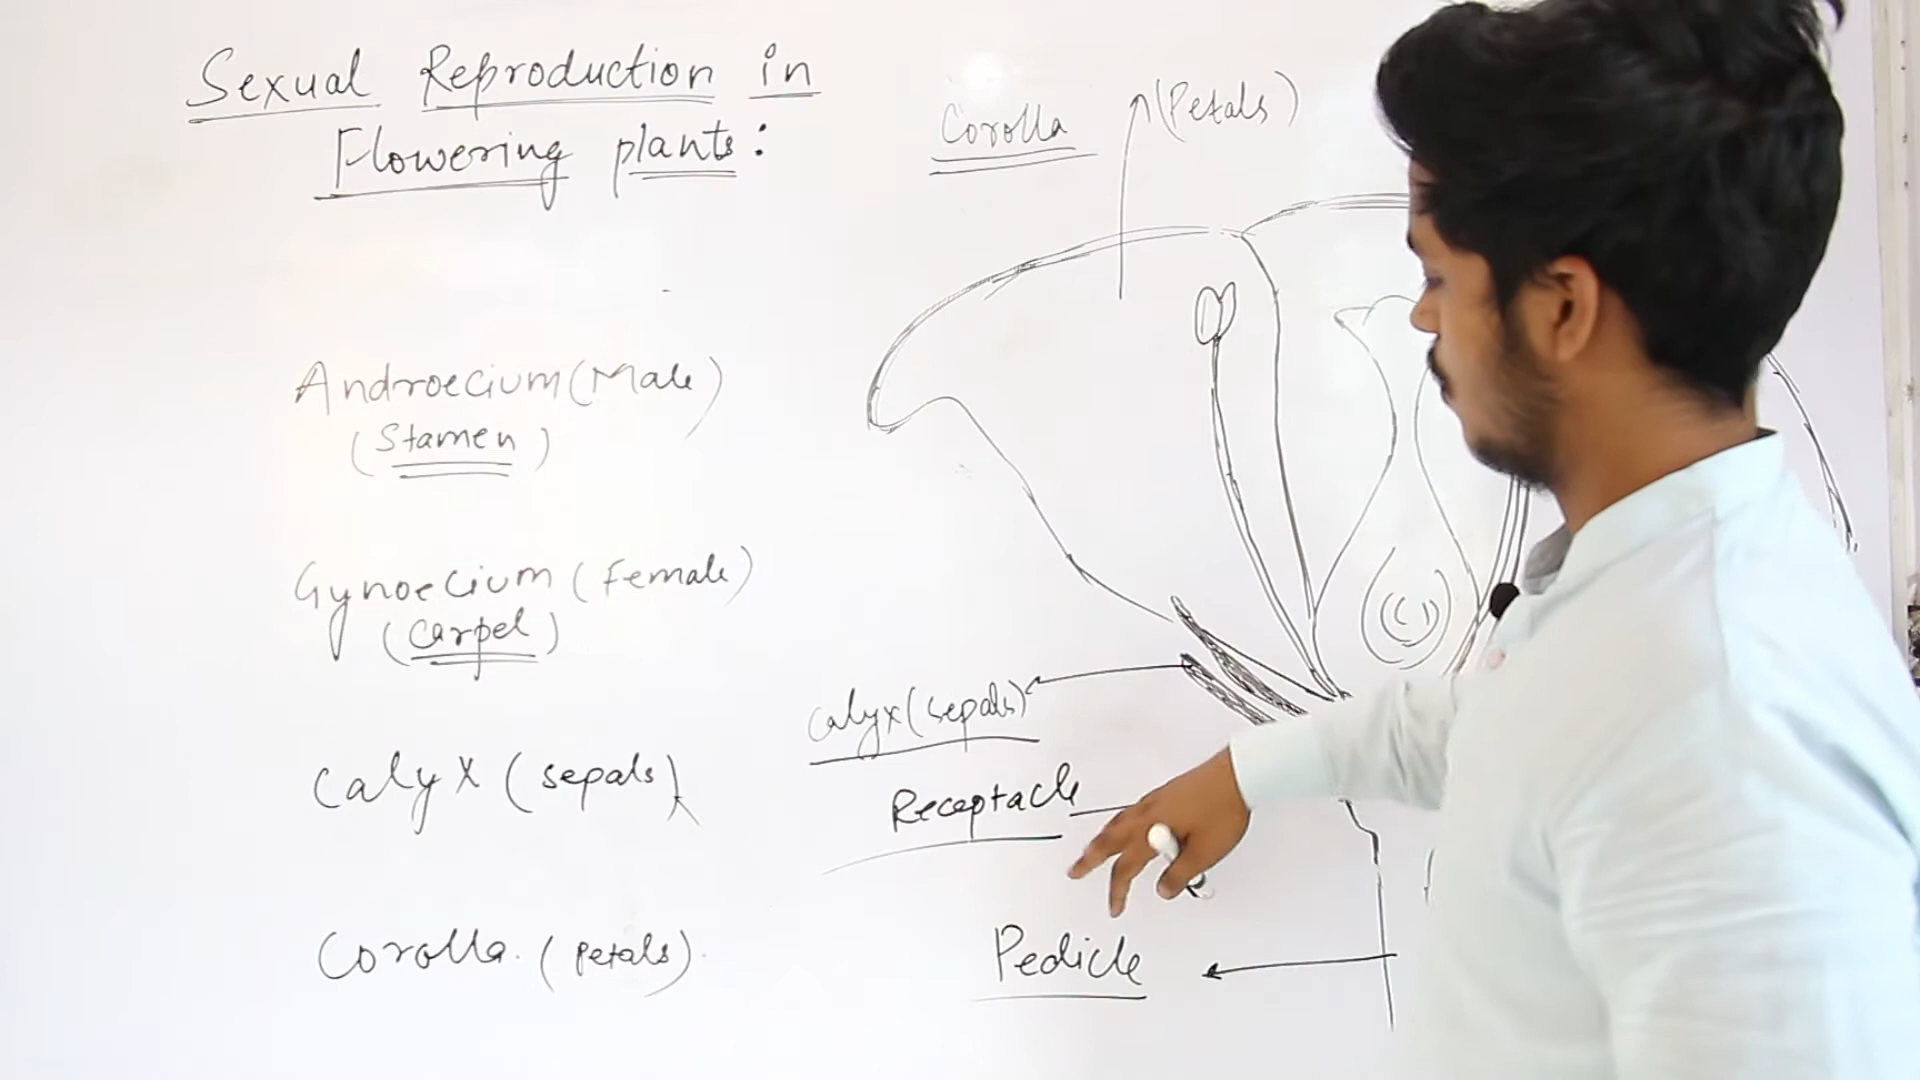 Sexual Reproduction in
Flowering plants:
Androecium (Male)
(Stamen)
Gynoecium (Female)
(Carpel)
Calyx (sepals)
Corolla. (Petals).
Corolla (Petals)
Calyx (sepals)
Receptacle
Pedicle